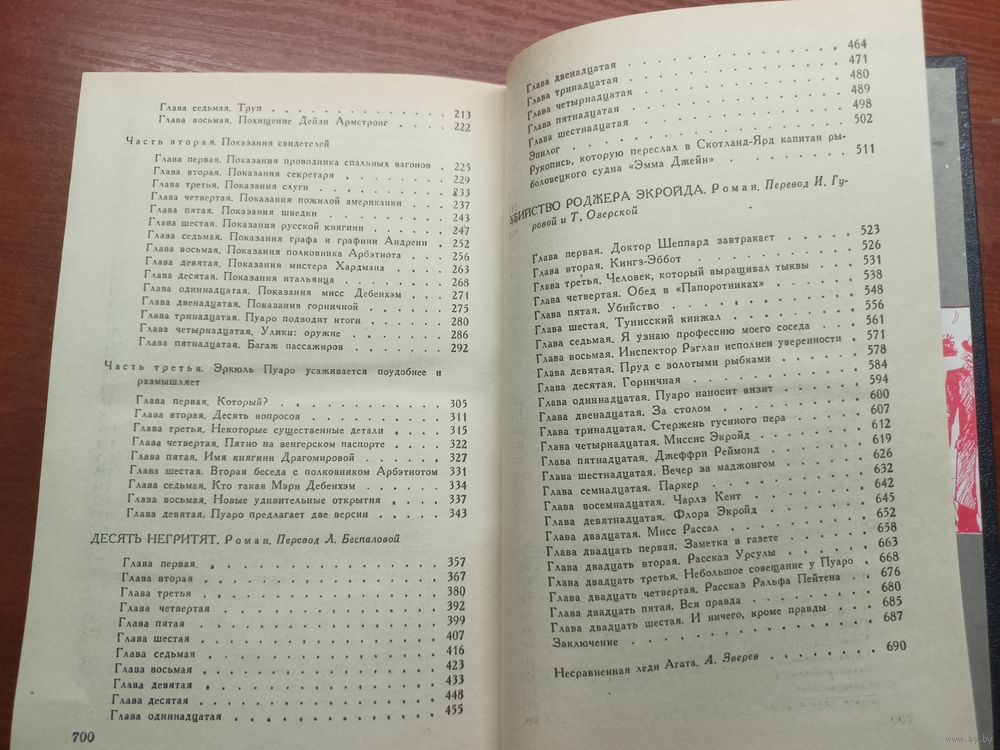 Глава седьмая. Труп 213
Глава восьмая. Похищение Дейзи Армстронг 222
Часть вторая. Показания свидетелей
Глава первая. Показания проводника спальных вагонов 225
Глава вторая. Показания секретаря 229
Глава третья. Показания слуги 233
Глава четвертая. Показания пожилой американки 237
Глава пятая. Показания шведки 243
Глава шестая. Показания русской княгини 247
Глава седьмая. Показания графа и графини Андрени 252
Глава восьмая. Показания полковника Арбэтнота 256
Глава девятая. Показания мистера Хардмана 263
Глава десятая. Показания итальянца 268
Глава одиннадцатая. Показания мисс Дебенхэм 271
Глава двенадцатая. Показания горничной 275
Глава тринадцатая. Пуаро подводит итоги 280
Глава четырнадцатая. Улики: оружие 286
Глава пятнадцатая. Багаж пассажиров 292
Часть третья. Эркюль Пуаро усаживается поудобнее и
размышляет
Глава первая. Который? 305
Глава вторая. Десять вопросов 311
Глава третья. Некоторые существенные детали 315
Глава четвертая. Пятно на венгерском паспорте 322
Глава пятая. Имя княгини Драгомировой 327
Глава шестая. Вторая беседа с полковником Арбэтнотом 331
Глава седьмая. Кто такая Мэри Дебенхэм 334
Глава восьмая. Новые удивительные открытия 337
Глава девятая. Пуаро предлагает две версии 343
ДЕСЯТЬ НЕГРИТЯТ. Роман. Перевод Л. Беспаловой
Глава первая 357
Глава вторая 367
Глава третья 380
Глава четвертая 392
Глава пятая 399
Глава шестая 407
Глава седьмая 416
Глава восьмая 423
Глава девятая 433
Глава десятая 448
Глава одиннадцатая 455
700
Глава двенадцатая 464
Глава тринадцатая 471
Глава четырнадцатая 480
Глава пятнадцатая 489
Глава шестнадцатая 498
Эпилог 502
Рукопись, которую переслал в Скотланд-Ярд капитан ры-
боловецкого судна «Эмма Джейн» 511
УБИЙСТВО РОДЖЕРА ЭКРОЙДА. Роман. Перевод И. Гу-
ровой и Т. Озерской
Глава первая. Доктор Шеппард завтракает 523
Глава вторая. Кингз-Эббот 526
Глава третья. Человек, который выращивал тыквы 531
Глава четвертая. Обед в «Папоротниках» 538
Глава пятая. Убийство 548
Глава шестая. Тунисский кинжал 556
Глава седьмая. Я узнаю профессию моего соседа 561
Глава восьмая. Инспектор Рэглан исполнен уверенности 571
Глава девятая. Пруд с золотыми рыбками 578
Глава десятая. Горничная 584
Глава одиннадцатая. Пуаро наносит визит 594
Глава двенадцатая. За столом 600
Глава тринадцатая. Стержень гусиного пера 607
Глава четырнадцатая. Миссис Экройд 612
Глава пятнадцатая. Джеффри Реймонд 619
Глава шестнадцатая. Вечер за маджонгом 626
Глава семнадцатая. Паркер 632
Глава восемнадцатая. Чарлз Кент 642
Глава девятнадцатая. Флора Экройд 645
Глава двадцатая. Мисс Рассэл 652
Глава двадцать первая. Заметка в газете 658
Глава двадцать вторая. Рассказ Урсулы 663
Глава двадцать третья. Небольшое совещание у Пуаро 668
Глава двадцать четвертая. Рассказ Ральфа Пейтена 676
Глава двадцать пятая. Вся правда 680
Глава двадцать шестая. И ничего, кроме правды 685
Заключение 687
Несравненная леди Агата. А. Зверев 690
www.ay.by